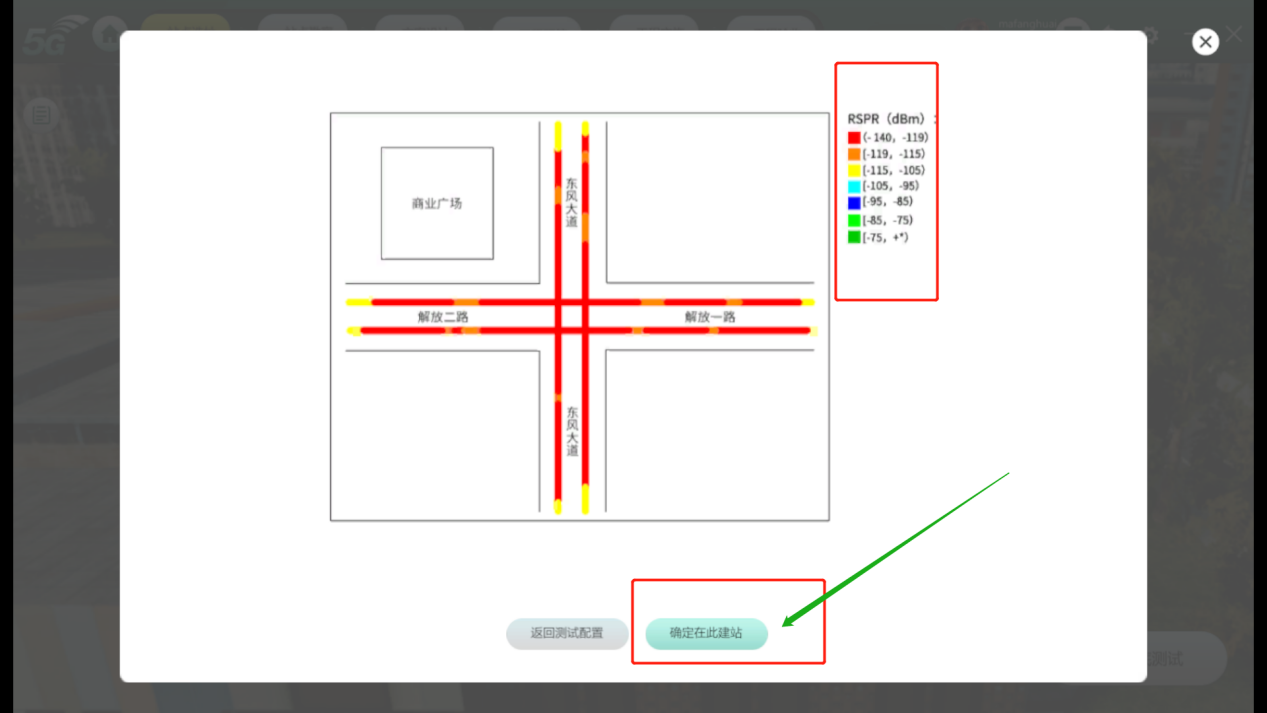 5G
RSPR（dBm）:
(- 140，-119)
[-119，-115)
[-115，-105)
[-105，-95)
[-95，-85)
[-85，-75)
[-75，+*)
商业广场
东风大道
解放二路
解放一路
东风大道
返回测试配置
确定在此建站
测试